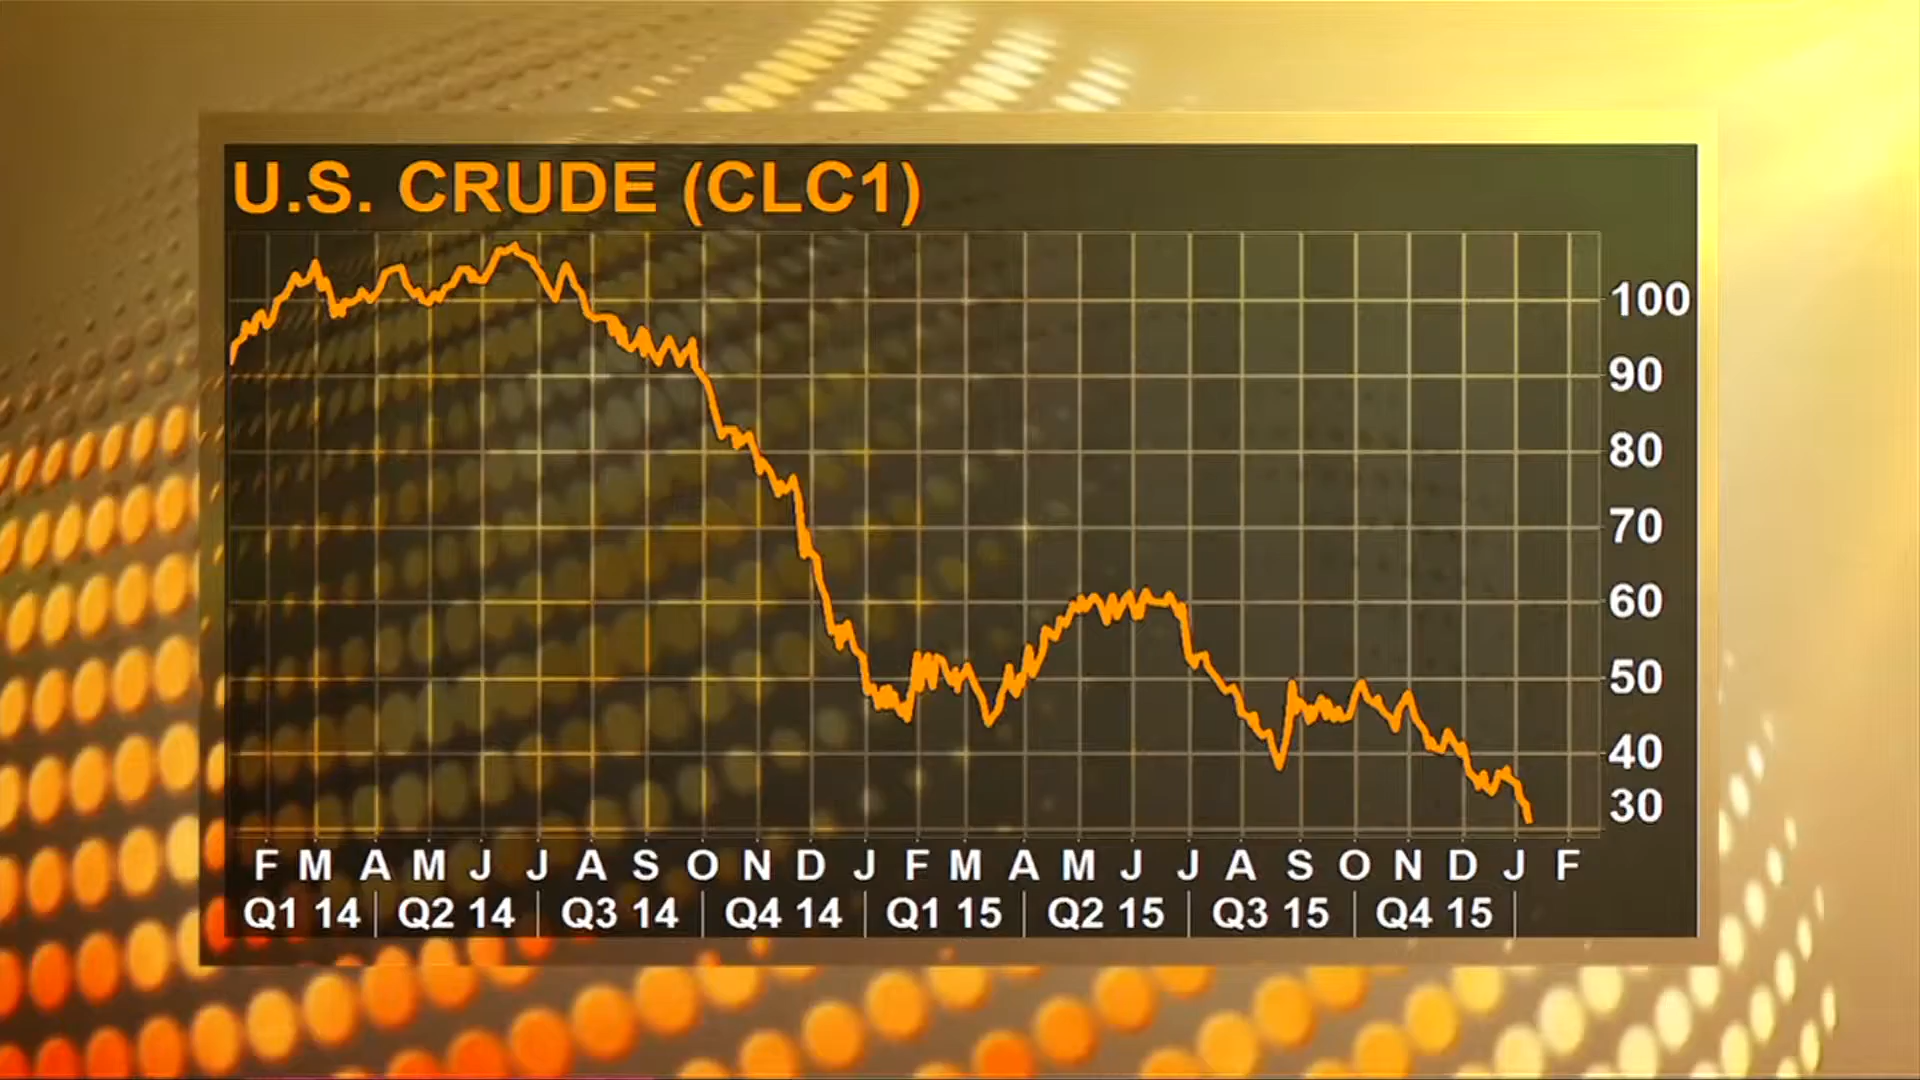 U.S. CRUDE (CLC1)
100
90
80
70
60
50
40
30
F M A M J J A S O N D J F M A M J J A S O N D J F
Q1 14 Q2 14 Q3 14 Q4 14 Q1 15 Q2 15 Q3 15 Q4 15